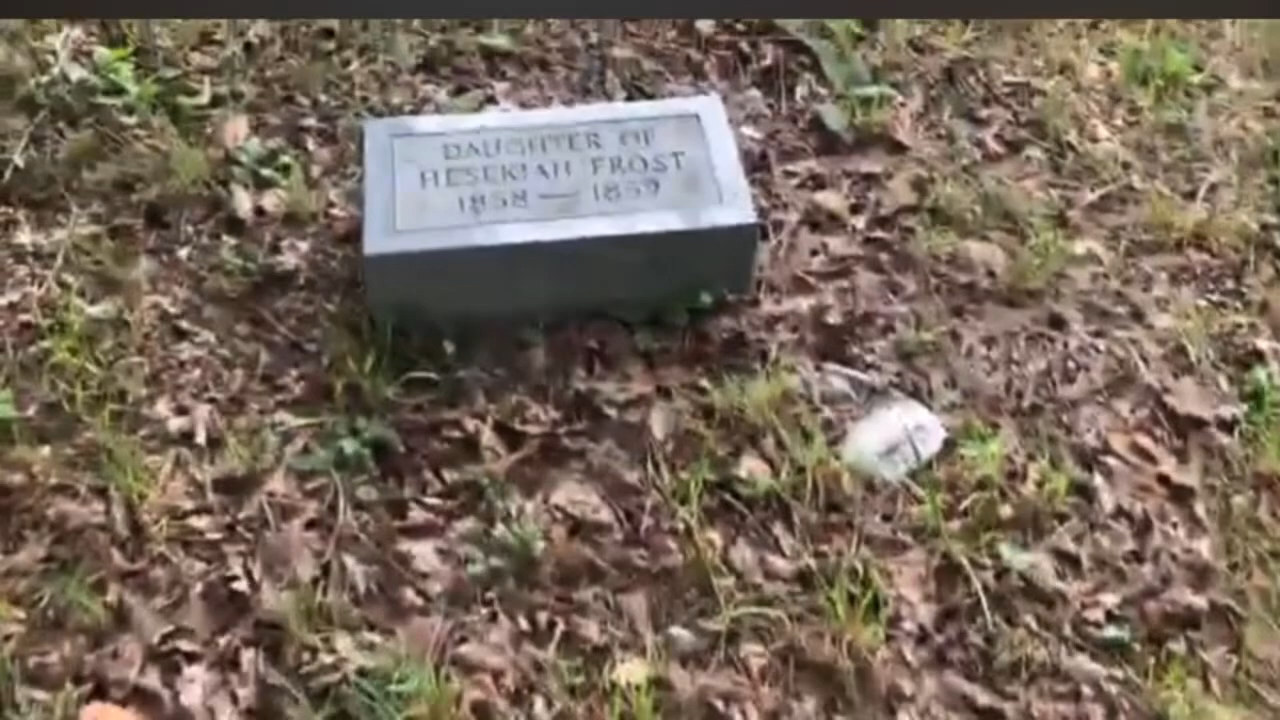 DAUGHTER OF
HESEKIAH FROST
1858 — 1859